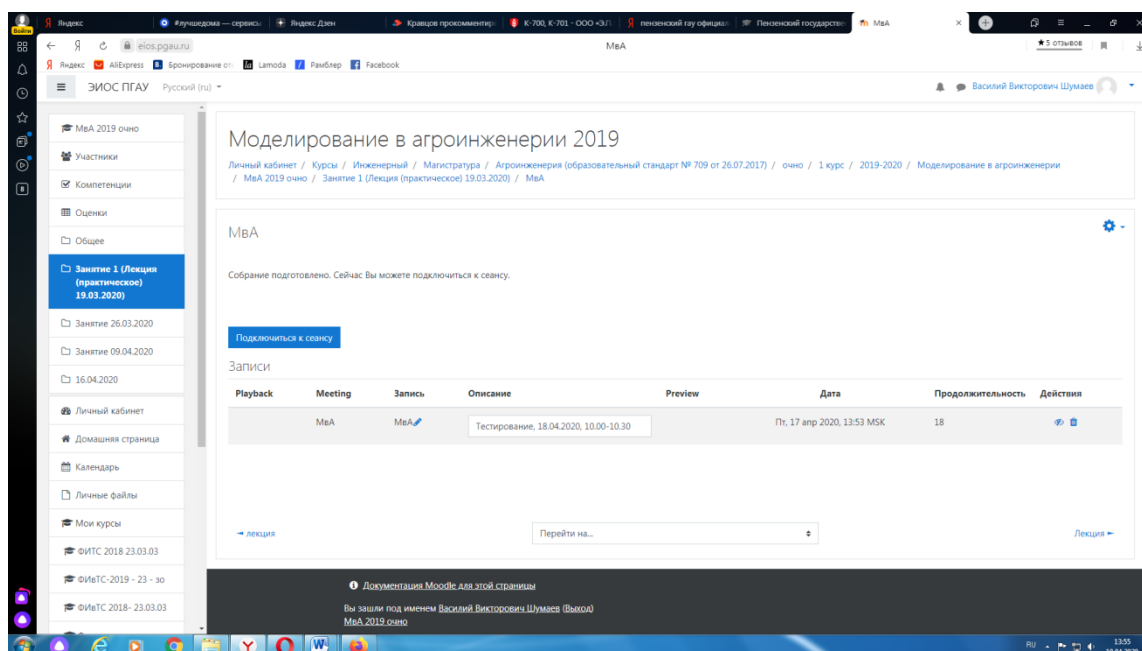 Войти
Яндекс
#лучшедома — сервисы
Яндекс.Дзен
Кравцов прокомментир
К-700, К-701 - ООО «ЭЛ
пензенский гау официал
Пензенский государстве
МвА
eios.pgau.ru
МвА
★5 отзывов
Яндекс
AliExpress
Бронирование оте
Lamoda
Рамблер
Facebook
ЭИОС ПГАУ
Русский (ru)
Василий Викторович Шумаев
МвА 2019 очно
Участники
Компетенции
Оценки
Общее
Занятие 1 (Лекция
(практическое)
19.03.2020)
Занятие 26.03.2020
Занятие 09.04.2020
16.04.2020
Личный кабинет
Домашняя страница
Календарь
Личные файлы
Мои курсы
ФИТС 2018 23.03.03
ФИвТС-2019 - 23 - зо
ФИвТС 2018- 23.03.03
Моделирование в агроинженерии 2019
Личный кабинет / Курсы / Инженерный / Магистратура / Агроинженерия (образовательный стандарт № 709 от 26.07.2017) / очно / 1 курс / 2019-2020 / Моделирование в агроинженерии
/ МвА 2019 очно / Занятие 1 (Лекция (практическое) 19.03.2020) / МвА
МвА
Собрание подготовлено. Сейчас Вы можете подключиться к сеансу.
Подключиться к сеансу
Записи
Playback Meeting Запись Описание Preview Дата Продолжительность Действия
МвА МвА Тестирование, 18.04.2020, 10.00-10.30 Пт, 17 апр 2020, 13:53 MSK 18
◄ лекция
Перейти на...
Лекция ►
Документация Moodle для этой страницы
Вы зашли под именем Василий Викторович Шумаев (Выход)
МвА 2019 очно
RU
13:55